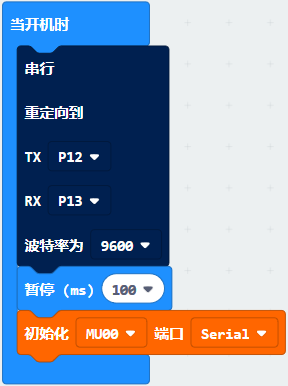 当开机时
串行
重定向到
TX P12
RX P13
波特率为 9600
暂停 (ms) 100
初始化 MU00 端口 Serial